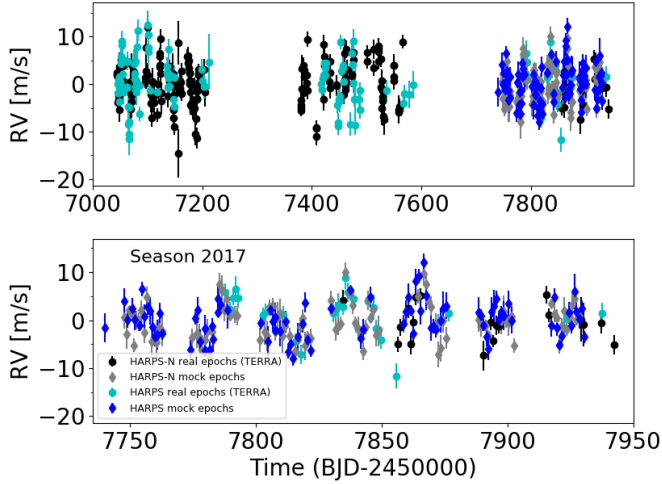 RV [m/s]
10
0
−10
−20
7000 7200 7400 7600 7800
RV [m/s]
Season 2017
10
0
−10
−20
HARPS-N real epochs (TERRA)
HARPS-N mock epochs
HARPS real epochs (TERRA)
HARPS mock epochs
7750 7800 7850 7900 7950
Time (BJD-2450000)